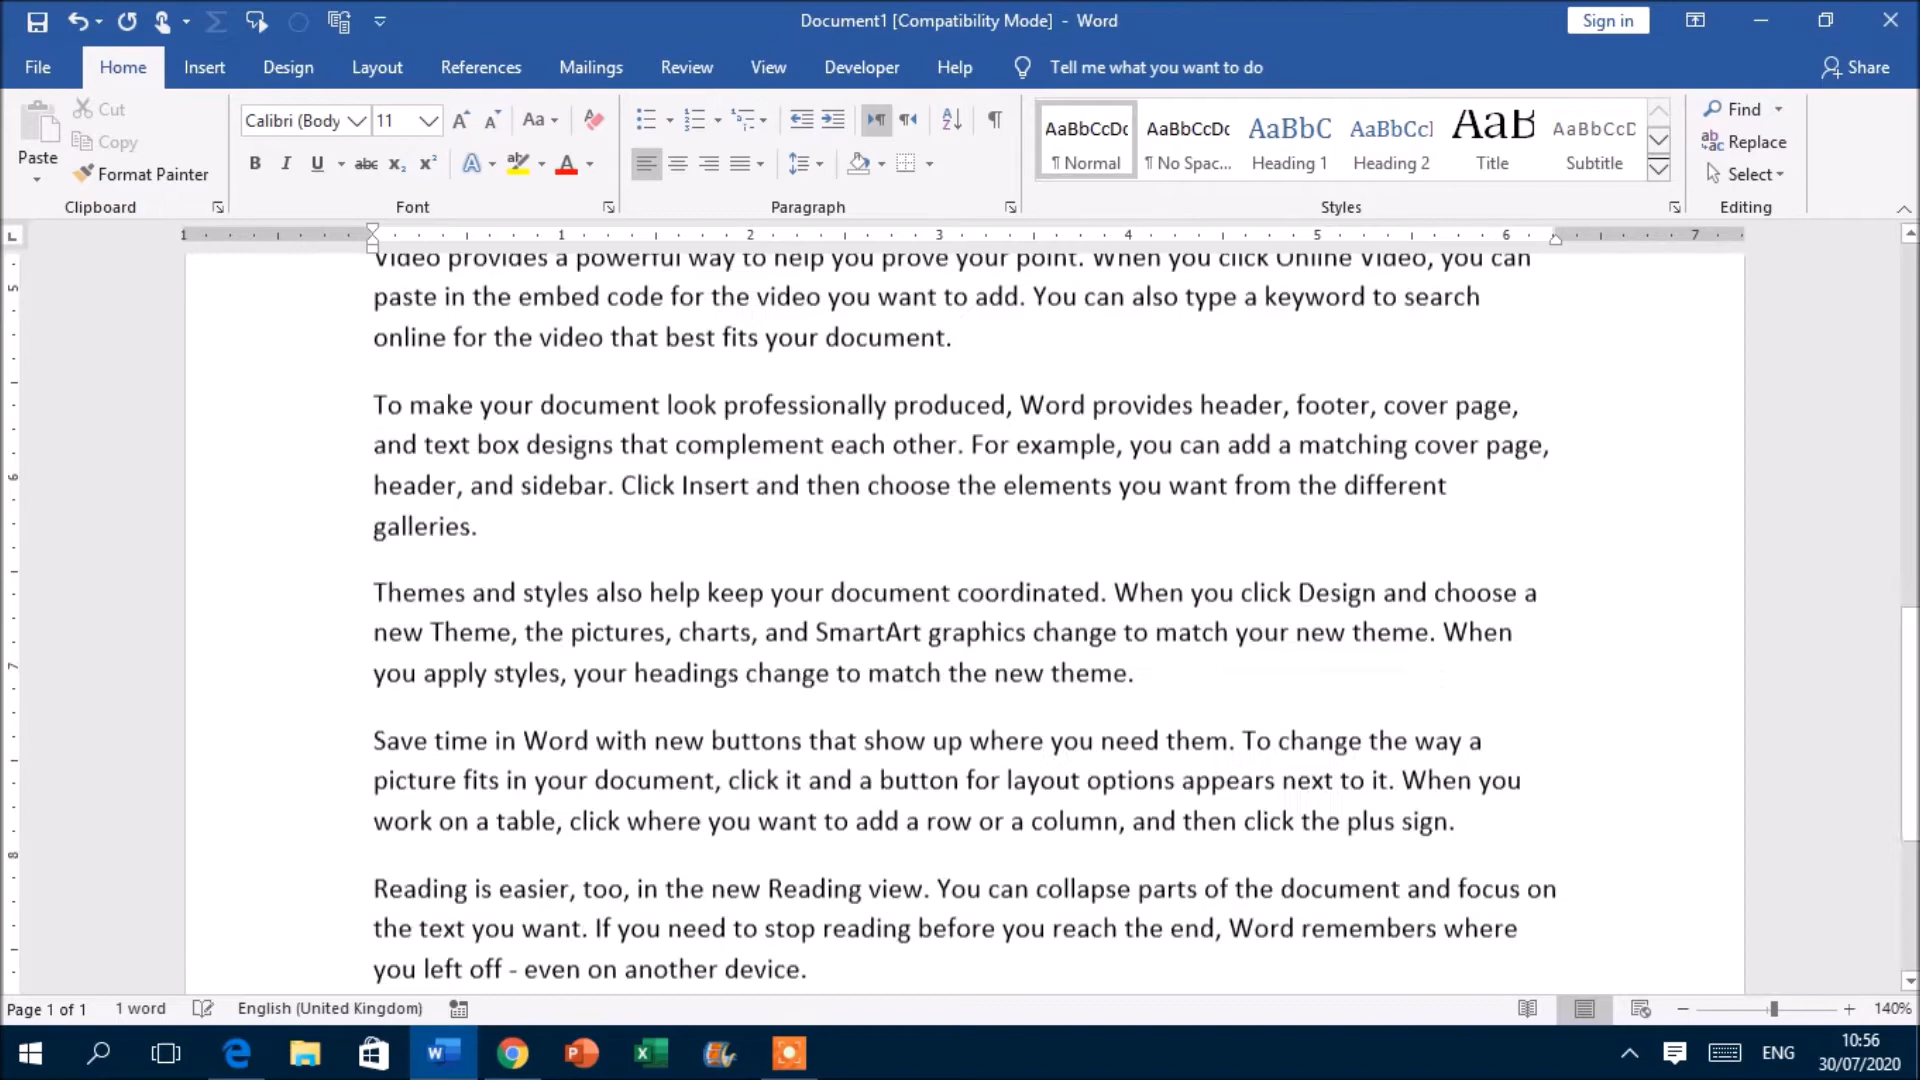 Document1 [Compatibility Mode] - Word
Sign in
File Home Insert Design Layout References Mailings Review View Developer Help Tell me what you want to do Share
Paste
Cut
Copy
Format Painter
Clipboard
Calibri (Body 11
Font
Paragraph
AaBbCcDc AaBbCcDc AaBbC AaBbCcl AaB AaBbCcD
¶ Normal ¶ No Spac... Heading 1 Heading 2 Title Subtitle
Styles
Find
Replace
Select
Editing
1 1 2 3 4 5 6 7
5
6
7
8
Video provides a powerful way to help you prove your point. When you click Online Video, you can
paste in the embed code for the video you want to add. You can also type a keyword to search
online for the video that best fits your document.
To make your document look professionally produced, Word provides header, footer, cover page,
and text box designs that complement each other. For example, you can add a matching cover page,
header, and sidebar. Click Insert and then choose the elements you want from the different
galleries.
Themes and styles also help keep your document coordinated. When you click Design and choose a
new Theme, the pictures, charts, and SmartArt graphics change to match your new theme. When
you apply styles, your headings change to match the new theme.
Save time in Word with new buttons that show up where you need them. To change the way a
picture fits in your document, click it and a button for layout options appears next to it. When you
work on a table, click where you want to add a row or a column, and then click the plus sign.
Reading is easier, too, in the new Reading view. You can collapse parts of the document and focus on
the text you want. If you need to stop reading before you reach the end, Word remembers where
you left off - even on another device.
Page 1 of 1 1 word English (United Kingdom) 140%
ENG
10:56
30/07/2020